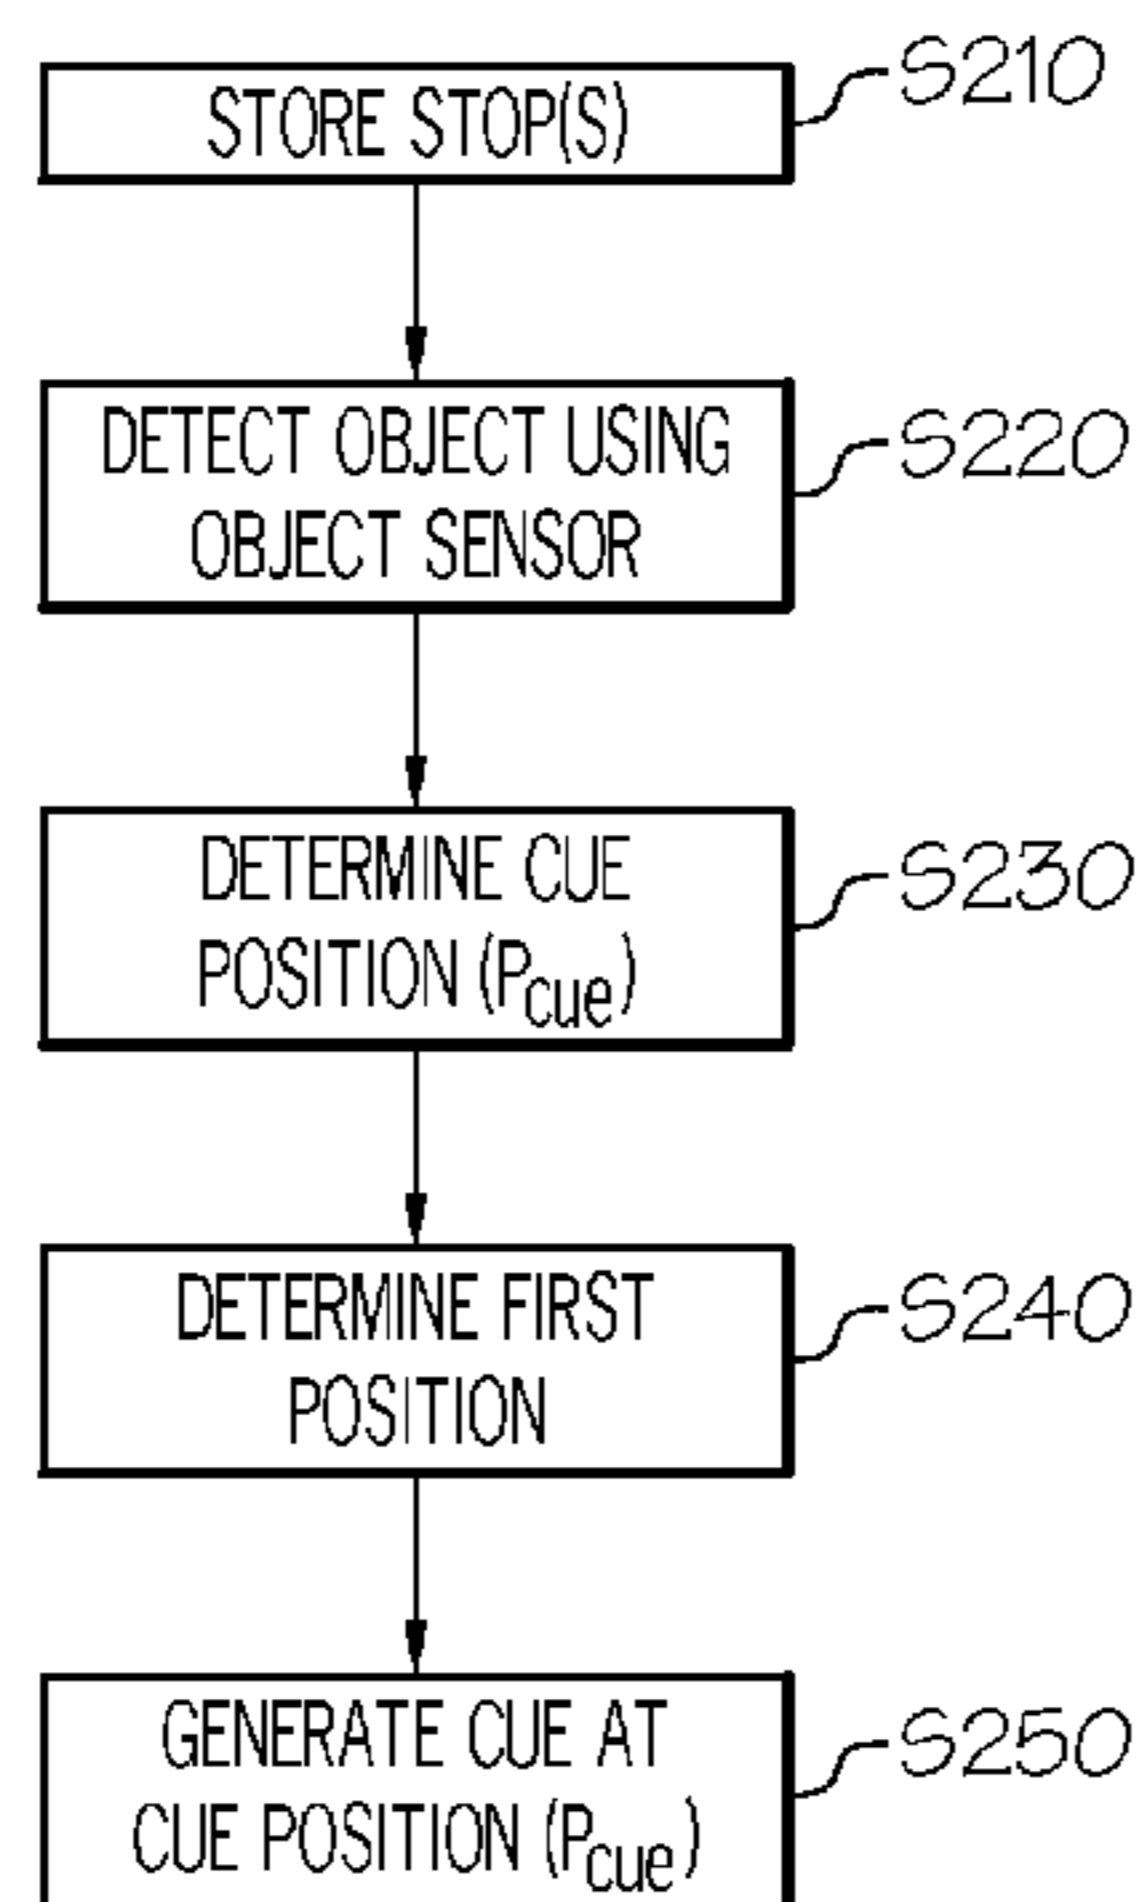 STORE STOP(S)
S210
DETECT OBJECT USING
OBJECT SENSOR
S220
DETERMINE CUE
POSITION (Pcue)
S230
DETERMINE FIRST
POSITION
S240
GENERATE CUE AT
CUE POSITION (Pcue)
S250